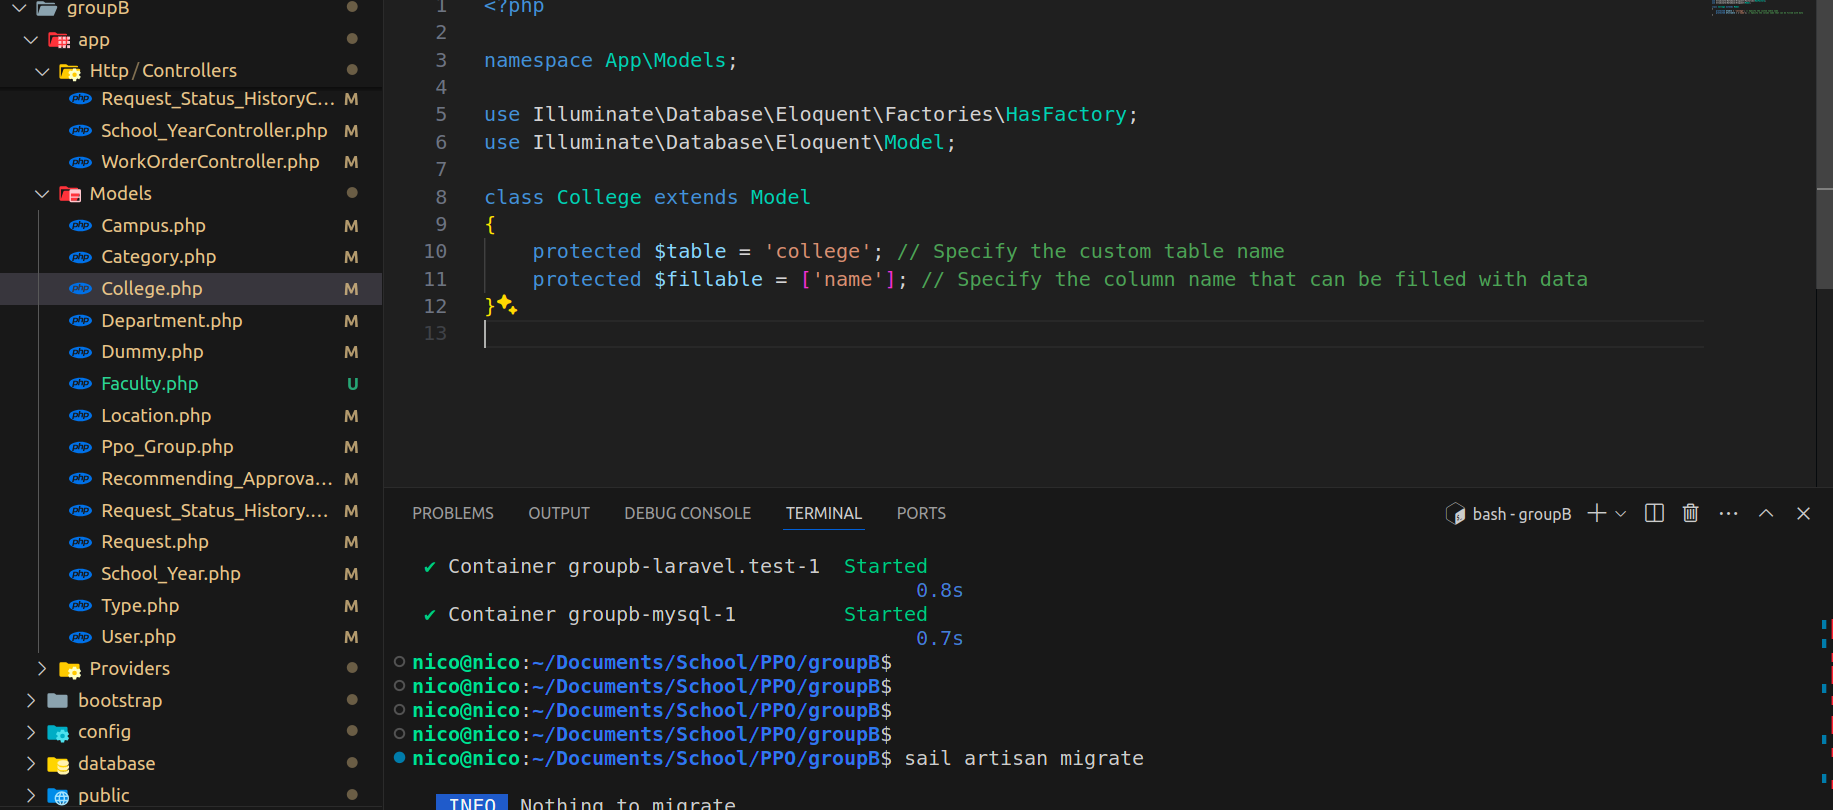 groupB
app
Http / Controllers
Request_Status_HistoryC... M
School_YearController.php M
WorkOrderController.php M
Models
Campus.php M
Category.php M
College.php M
Department.php M
Dummy.php M
Faculty.php U
Location.php M
Ppo_Group.php M
Recommending_Approva... M
Request_Status_History.... M
Request.php M
School_Year.php M
Type.php M
User.php M
Providers
bootstrap
config
database
public
1 <?php
2
3 namespace App\Models;
4
5 use Illuminate\Database\Eloquent\Factories\HasFactory;
6 use Illuminate\Database\Eloquent\Model;
7
8 class College extends Model
9 {
10 protected $table = 'college'; // Specify the custom table name
11 protected $fillable = ['name']; // Specify the column name that can be filled with data
12 }
13
PROBLEMS OUTPUT DEBUG CONSOLE TERMINAL PORTS bash - groupB
✔ Container groupb-laravel.test-1 Started
0.8s
✔ Container groupb-mysql-1 Started
0.7s
nico@nico:~/Documents/School/PPO/groupB$
nico@nico:~/Documents/School/PPO/groupB$
nico@nico:~/Documents/School/PPO/groupB$
nico@nico:~/Documents/School/PPO/groupB$
nico@nico:~/Documents/School/PPO/groupB$ sail artisan migrate
INFO Nothing to migrate